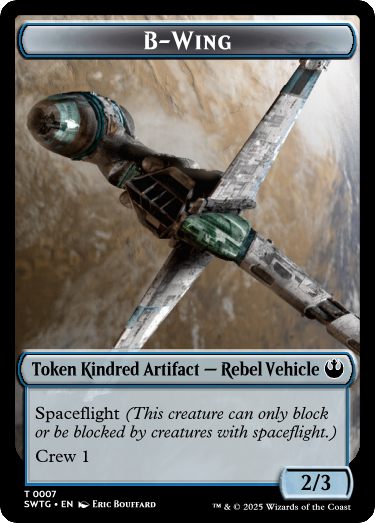 B-Wing
Token Kindred Artifact — Rebel Vehicle
Spaceflight (This creature can only block
or be blocked by creatures with spaceflight.)
Crew 1
2/3
T 0007
SWTG • EN Eric Bouffard
™ & © 2025 Wizards of the Coast